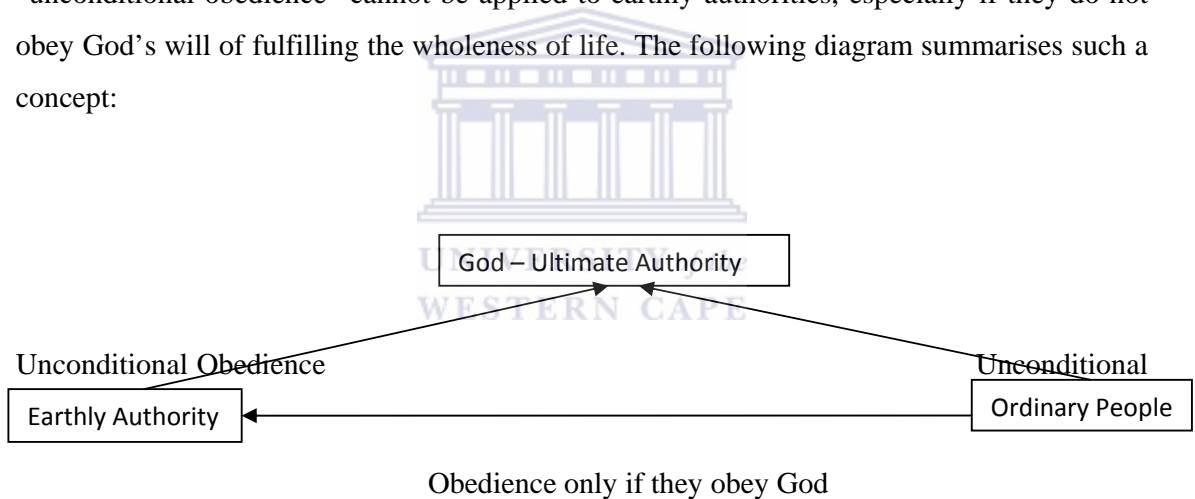 "unconditional obedience" cannot be applied to earthly authorities, especially if they do not
obey God's will of fulfilling the wholeness of life. The following diagram summarises such a
concept:
God – Ultimate Authority
UNIVERSITY of the
WESTERN CAPE
Unconditional Obedience
Unconditional
Earthly Authority
Ordinary People
Obedience only if they obey God